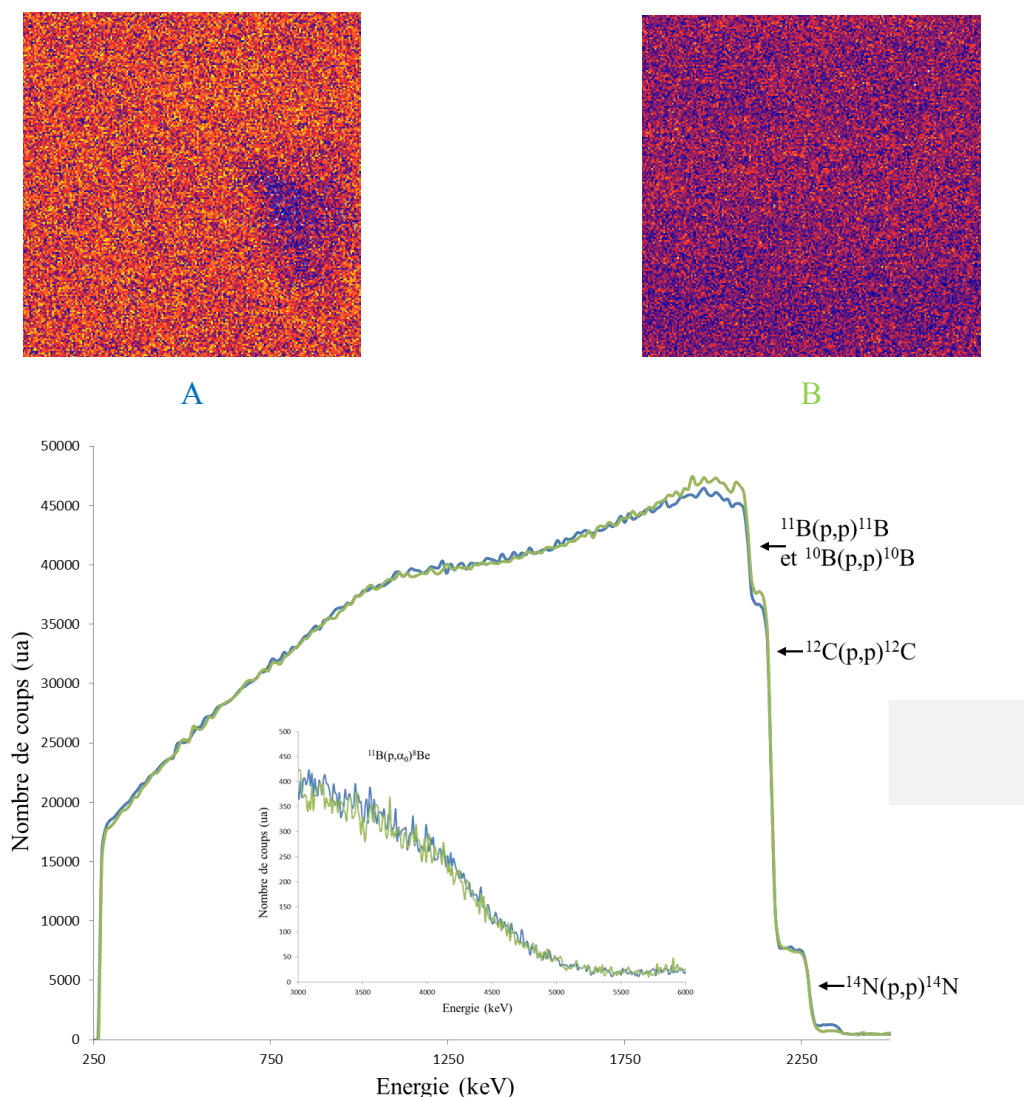 A
B
50000
45000
40000
35000
30000
25000
20000
15000
10000
5000
0
Nombre de coups (ua)
¹¹B(p,p)¹¹B
et ¹⁰B(p,p)¹⁰B
¹²C(p,p)¹²C
¹⁴N(p,p)¹⁴N
¹¹B(p,α₀)⁸Be
500
450
400
350
300
250
200
150
100
50
0
Nombre de coups (ua)
3000 3500 4000 4500 5000 5500 6000
Energie (keV)
250 750 1250 1750 2250
Energie (keV)